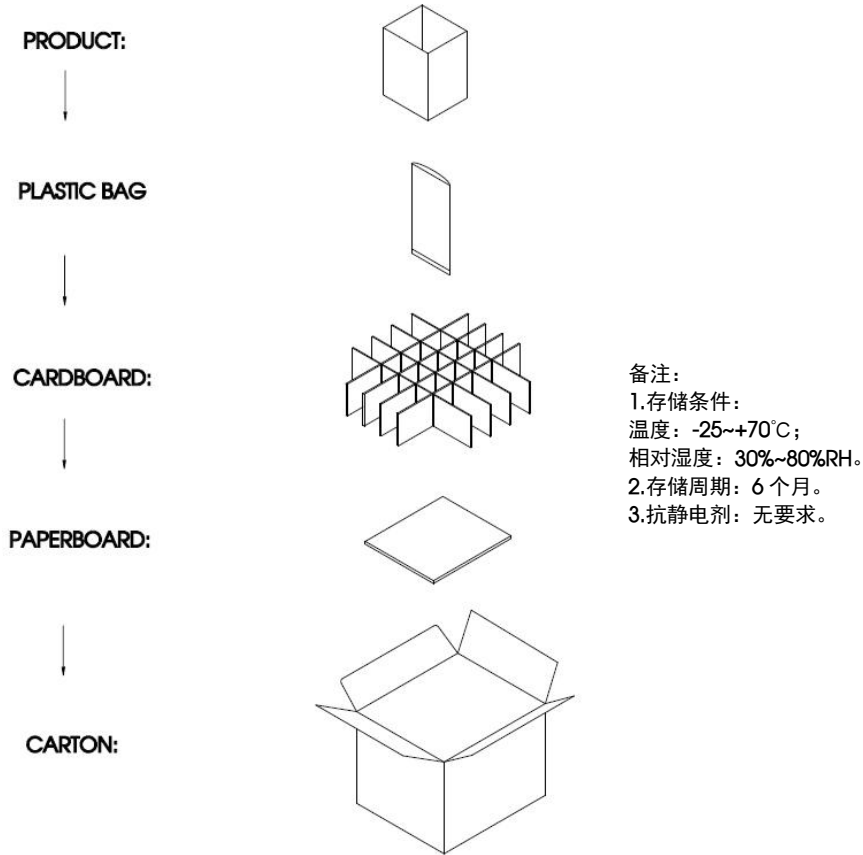 PRODUCT:
PLASTIC BAG
CARDBOARD:
PAPERBOARD:
CARTON:
备注：
1.存储条件：
温度：-25~+70℃；
相对湿度：30%~80%RH。
2.存储周期：6个月。
3.抗静电剂：无要求。